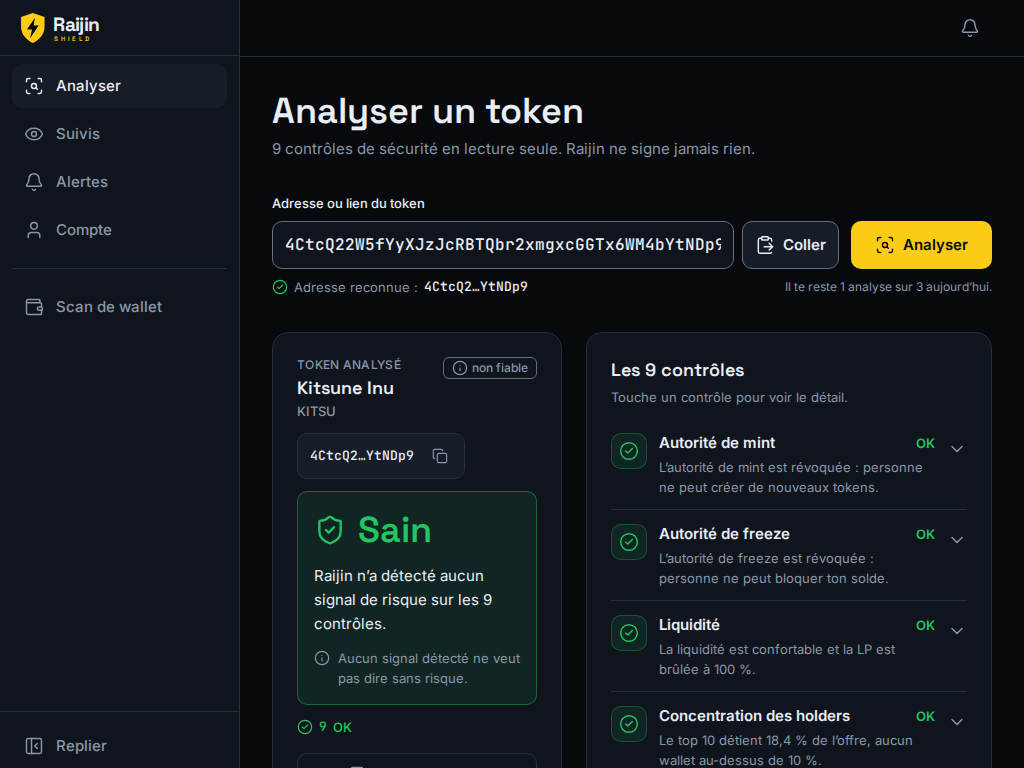 Raijin
SHIELD
Analyser
Suivis
Alertes
Compte
Scan de wallet
Replier
Analyser un token
9 contrôles de sécurité en lecture seule. Raijin ne signe jamais rien.
Adresse ou lien du token
4CtcQ22W5fYyXJzJcRBTQbr2xmgxcGGTx6WM4bYtNDp9
Coller
Analyser
Adresse reconnue : 4CtcQ2…YtNDp9
Il te reste 1 analyse sur 3 aujourd’hui.
TOKEN ANALYSÉ
non fiable
Kitsune Inu
KITSU
4CtcQ2…YtNDp9
Sain
Raijin n’a détecté aucun
signal de risque sur les 9
contrôles.
Aucun signal détecté ne veut
pas dire sans risque.
9 OK
Les 9 contrôles
Touche un contrôle pour voir le détail.
Autorité de mint
OK
L’autorité de mint est révoquée : personne
ne peut créer de nouveaux tokens.
Autorité de freeze
OK
L’autorité de freeze est révoquée :
personne ne peut bloquer ton solde.
Liquidité
OK
La liquidité est confortable et la LP est
brûlée à 100 %.
Concentration des holders
OK
Le top 10 détient 18,4 % de l’offre, aucun
wallet au-dessus de 10 %.